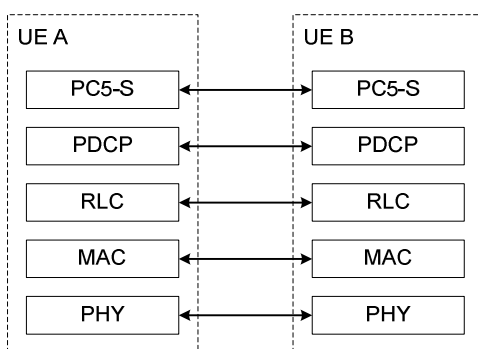 UE A UE B
PC5-S PC5-S
PDCP PDCP
RLC RLC
MAC MAC
PHY PHY